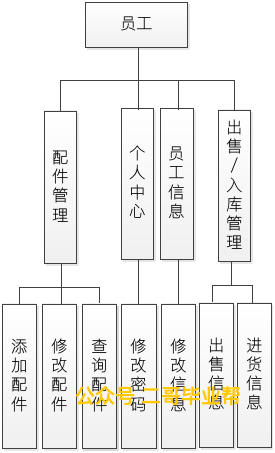 员工
配件管理
个人中心
员工信息
出售/入库管理
添加配件
修改配件
查询配件
修改密码
修改信息
出售信息
进货信息
公众号 二哥毕业帮